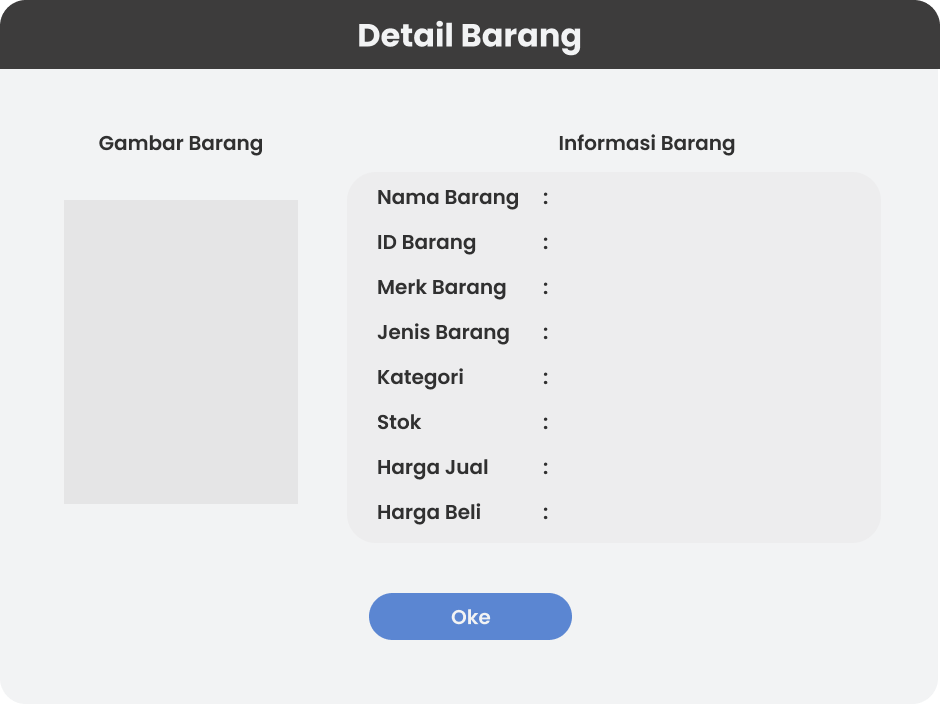 Detail Barang
Gambar Barang
Informasi Barang
Nama Barang :
ID Barang :
Merk Barang :
Jenis Barang :
Kategori :
Stok :
Harga Jual :
Harga Beli :
Oke